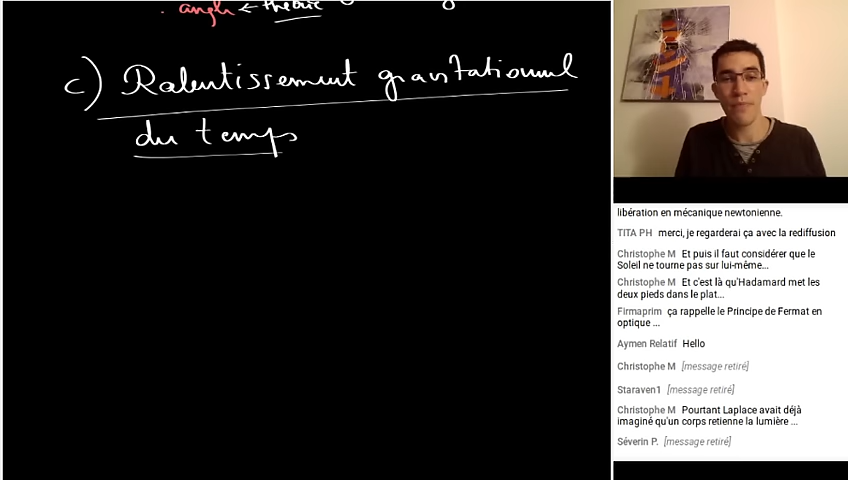 . angle ← théorie
c) Ralentissement gravitationnel
du temps
libération en mécanique newtonienne.
TITA PH merci, je regarderai ça avec la rediffusion
Christophe M Et puis il faut considérer que le
Soleil ne tourne pas sur lui-même...
Christophe M Et c'est là qu'Hadamard met les
deux pieds dans le plat...
Firmaprim ça rappelle le Principe de Fermat en
optique ...
Aymen Relatif Hello
Christophe M [message retiré]
Staraven1 [message retiré]
Christophe M Pourtant Laplace avait déjà
imaginé qu'un corps retienne la lumière ...
Séverin P. [message retiré]